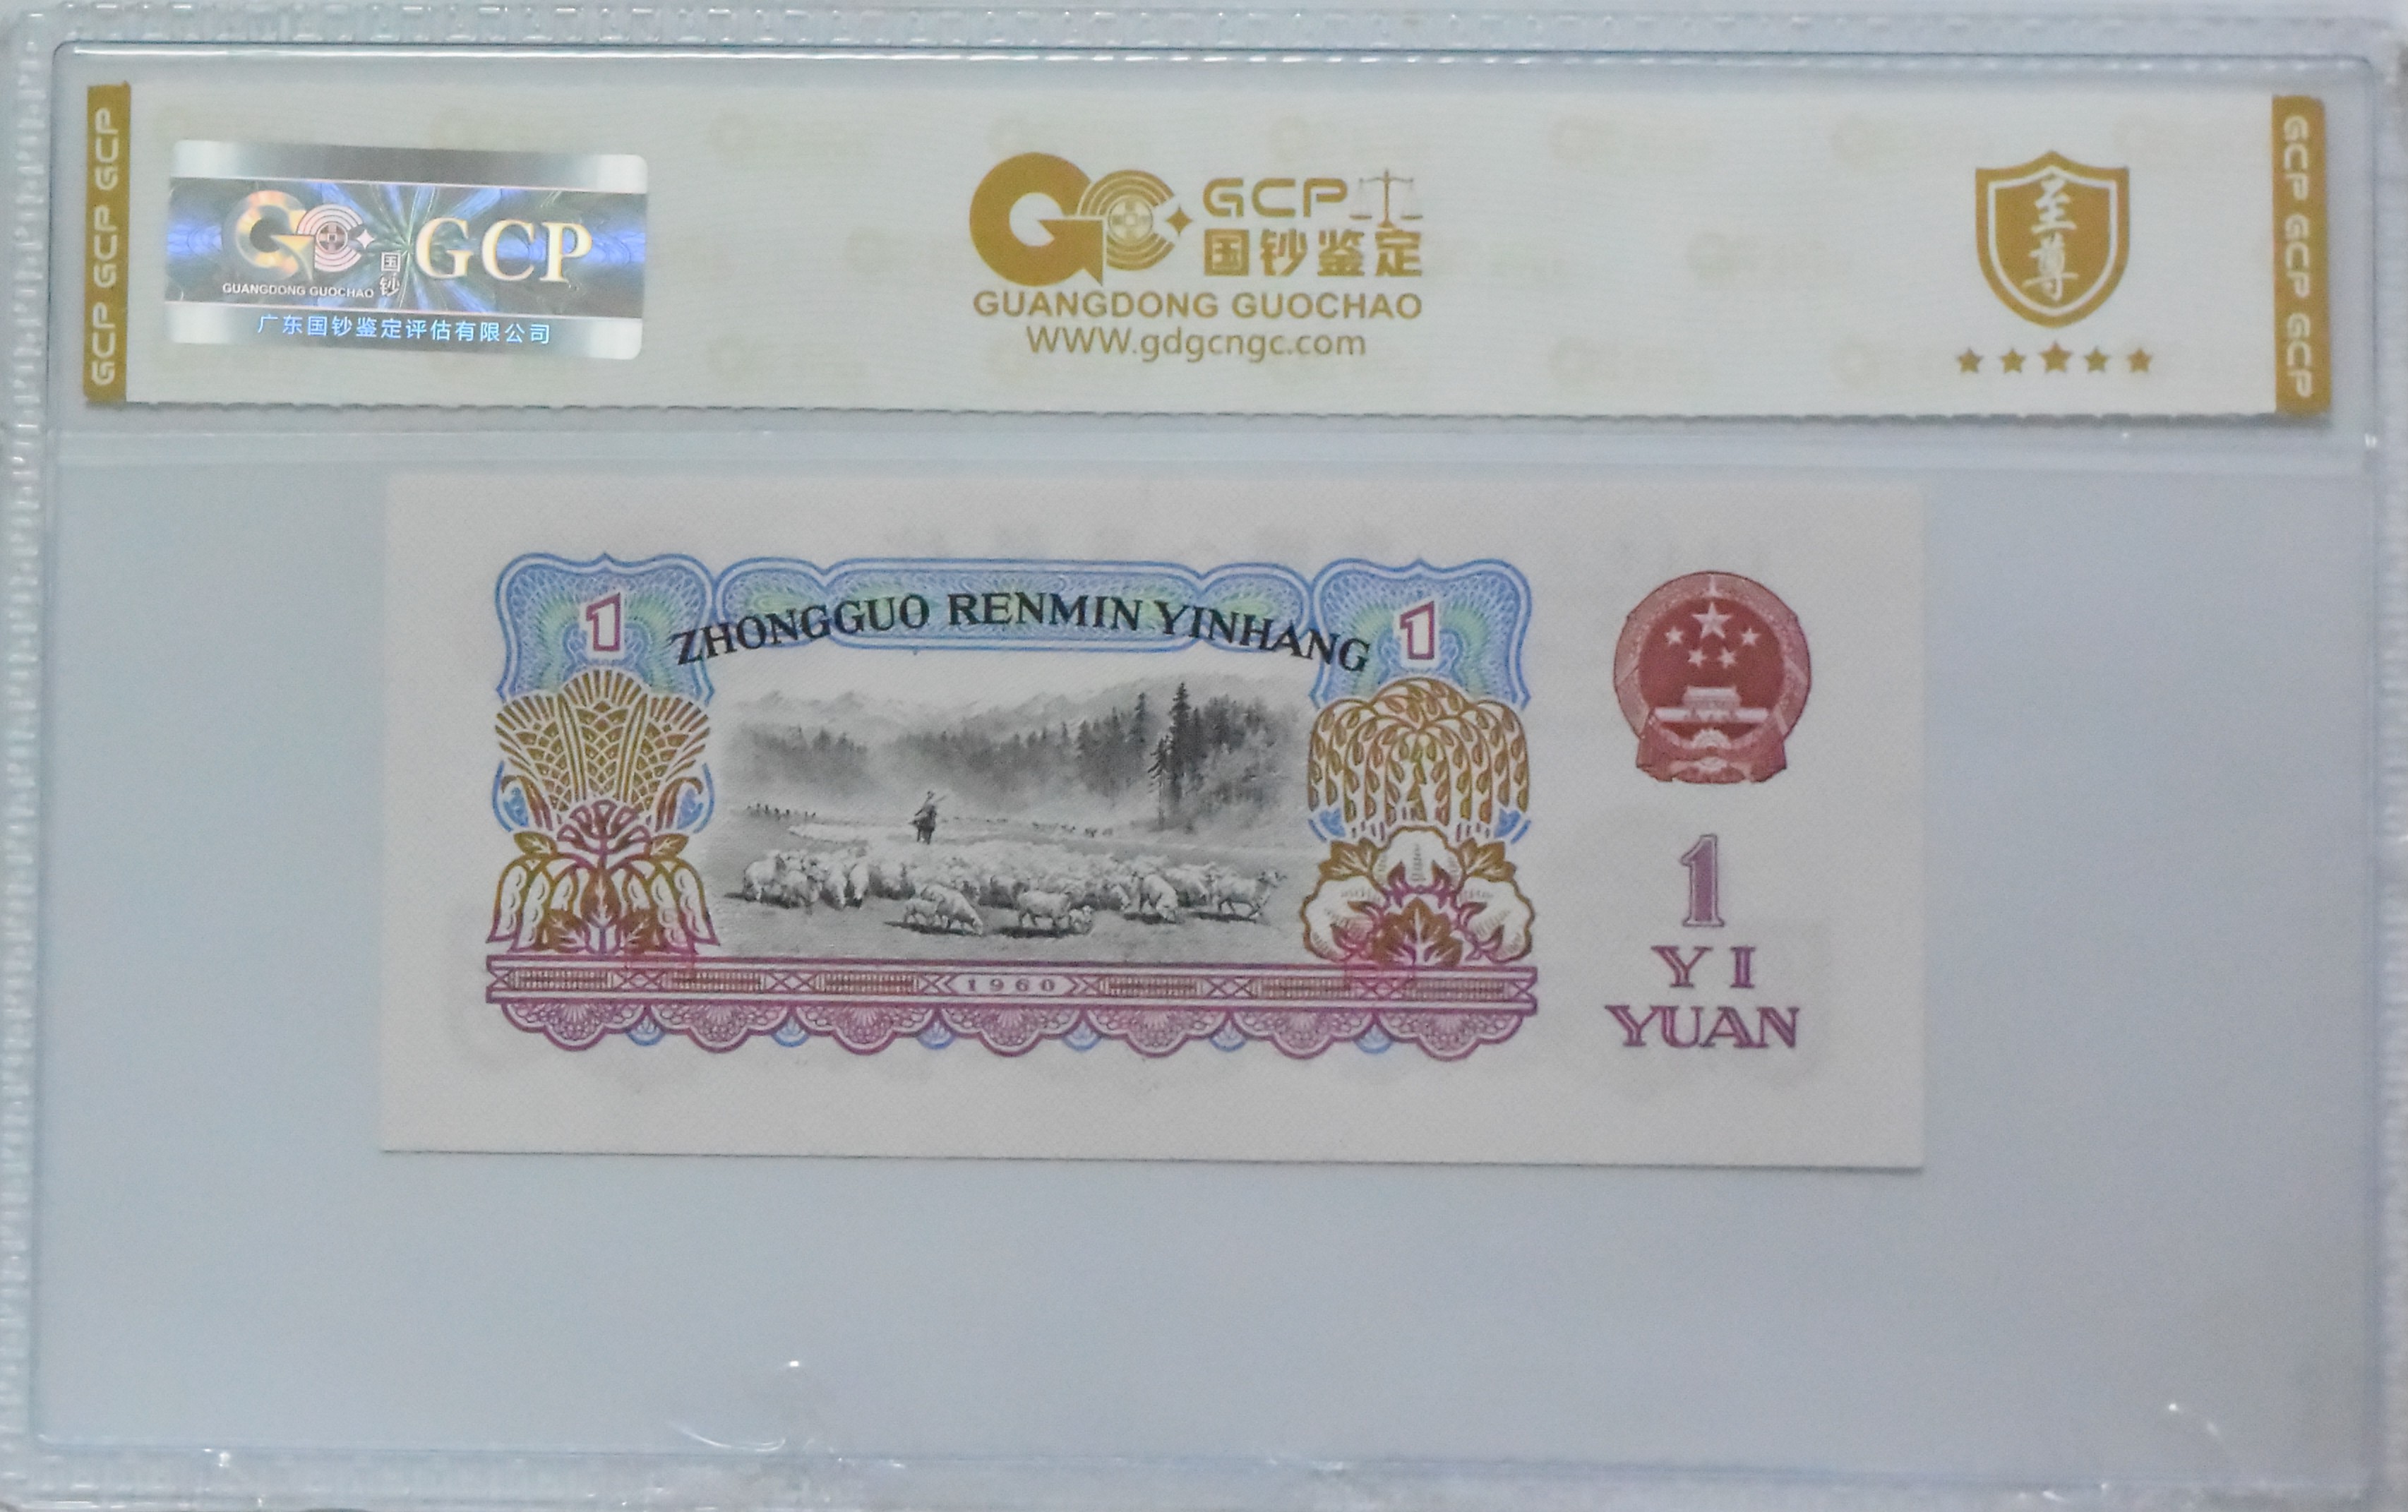 GCP GCP GCP
GUANGDONG GUOCHAO
国钞
GCP
广东国钞鉴定评估有限公司
GCP
国钞鉴定
GUANGDONG GUOCHAO
WWW.gdgcngc.com
至尊
GCP GCP GCP
1
ZHONGGUO RENMIN YINHANG
1
1960
1
YI
YUAN